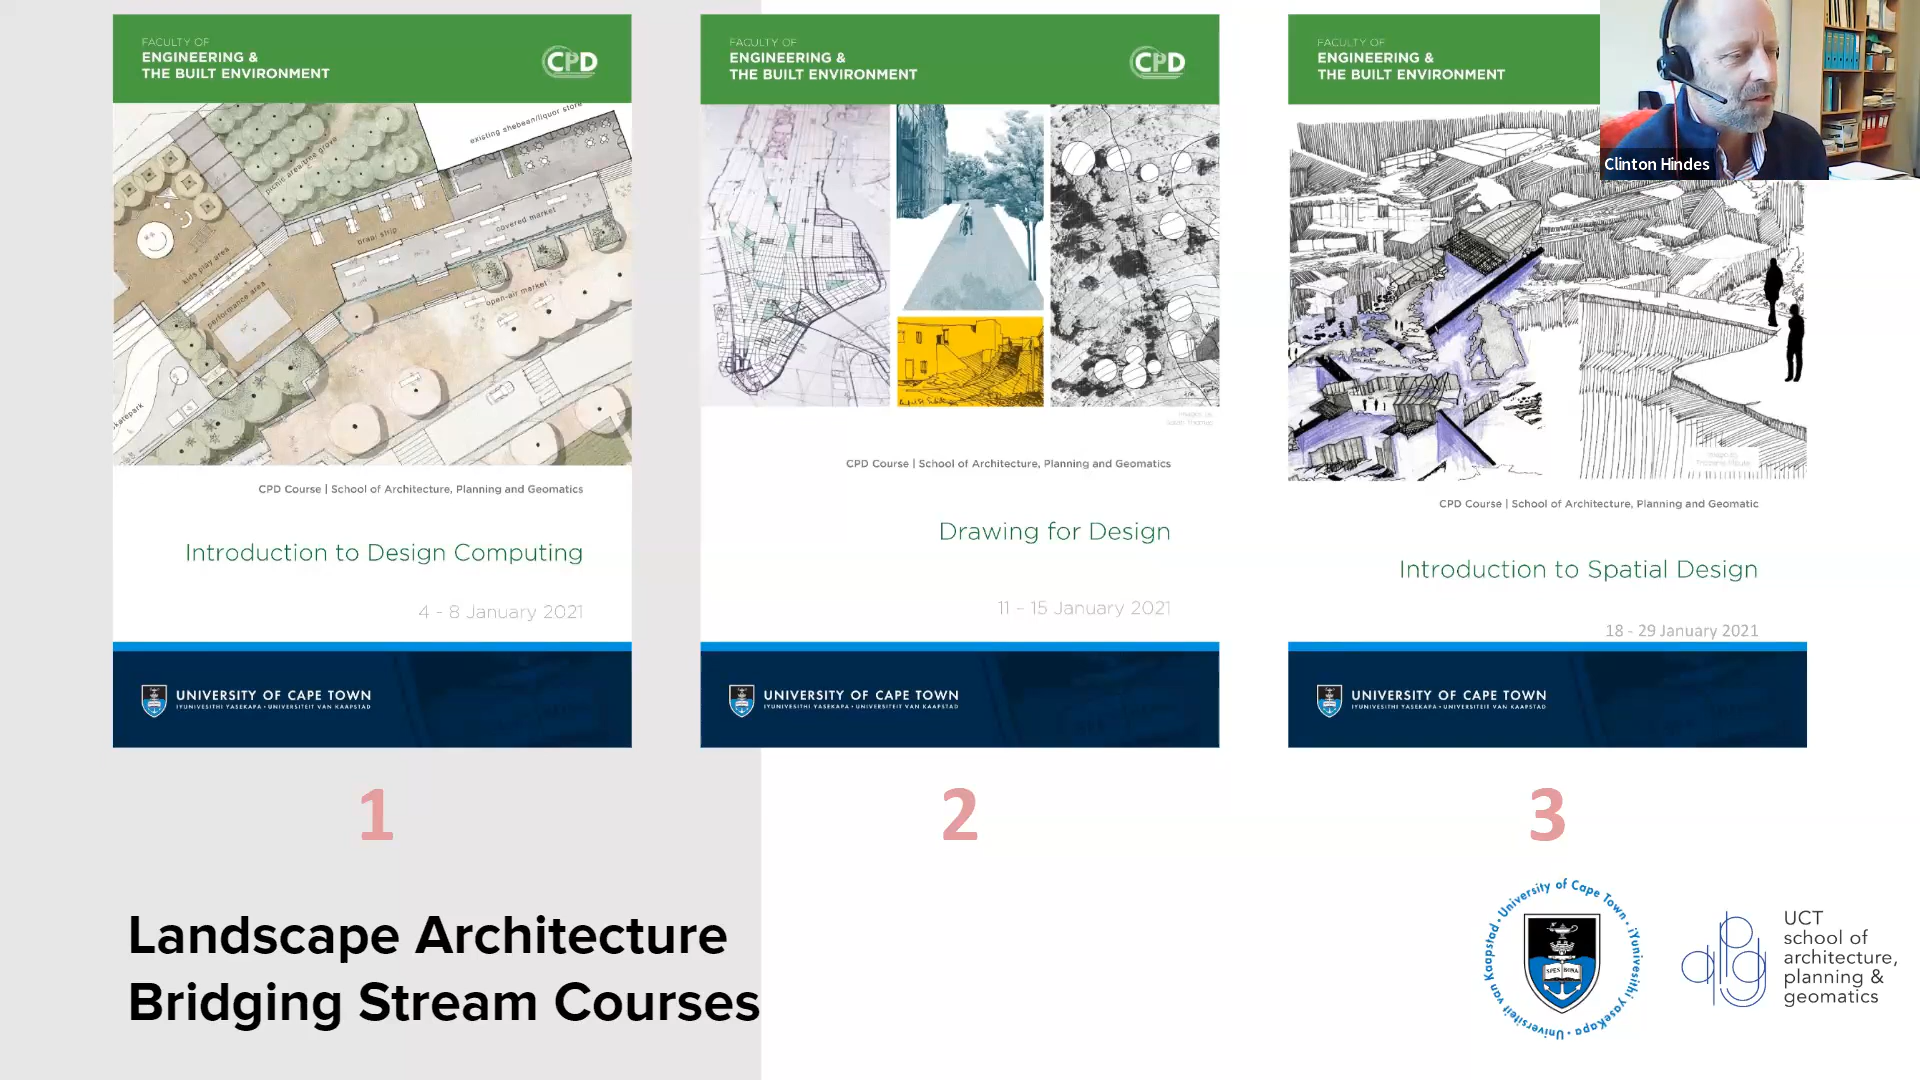 FACULTY OF
ENGINEERING &
THE BUILT ENVIRONMENT
CPD
existing shebean/liquor store
picnic area/tree grove
braai strip
covered market
kids play area
performance area
open-air market
skatepark
CPD Course | School of Architecture, Planning and Geomatics
Introduction to Design Computing
4 - 8 January 2021
UNIVERSITY OF CAPE TOWN
IYUNIVESITHI YASEKAPA • UNIVERSITEIT VAN KAAPSTAD
1
FACULTY OF
ENGINEERING &
THE BUILT ENVIRONMENT
CPD
CPD Course | School of Architecture, Planning and Geomatics
Drawing for Design
11 - 15 January 2021
UNIVERSITY OF CAPE TOWN
IYUNIVESITHI YASEKAPA • UNIVERSITEIT VAN KAAPSTAD
2
FACULTY OF
ENGINEERING &
THE BUILT ENVIRONMENT
Clinton Hindes
CPD Course | School of Architecture, Planning and Geomatic
Introduction to Spatial Design
18 - 29 January 2021
UNIVERSITY OF CAPE TOWN
IYUNIVESITHI YASEKAPA • UNIVERSITEIT VAN KAAPSTAD
3
Landscape Architecture
Bridging Stream Courses
University of Cape Town • iYunivesithi yaseKapa • Universiteit van Kaapstad •
SPES BONA
apg
UCT
school of
architecture,
planning &
geomatics